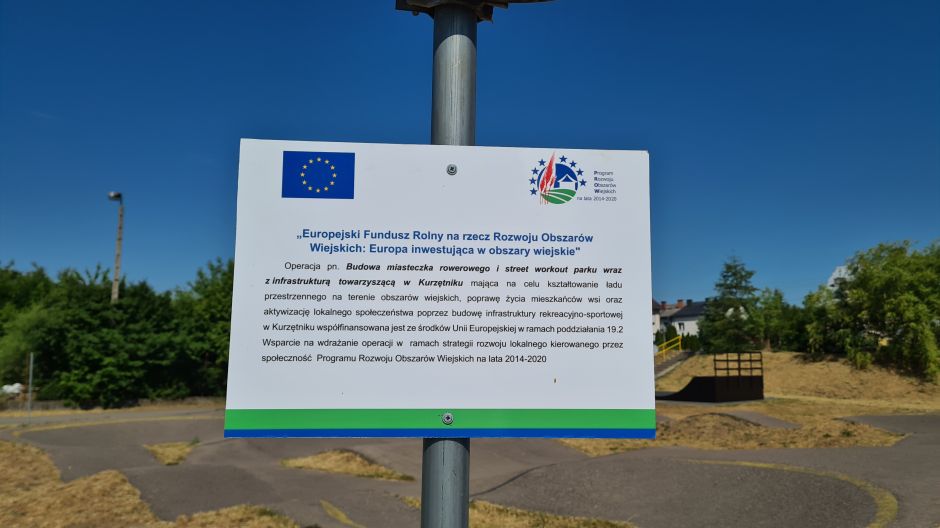 Program
Rozwoju
Obszarów
Wiejskich
na lata 2014-2020
„Europejski Fundusz Rolny na rzecz Rozwoju Obszarów
Wiejskich: Europa inwestująca w obszary wiejskie"
Operacja pn. Budowa miasteczka rowerowego i street workout parku wraz
z infrastrukturą towarzyszącą w Kurzętniku mająca na celu kształtowanie ładu
przestrzennego na terenie obszarów wiejskich, poprawę życia mieszkańców wsi oraz
aktywizację lokalnego społeczeństwa poprzez budowę infrastruktury rekreacyjno-sportowej
w Kurzętniku współfinansowana jest ze środków Unii Europejskiej w ramach poddziałania 19.2
Wsparcie na wdrażanie operacji w ramach strategii rozwoju lokalnego kierowanego przez
społeczność Programu Rozwoju Obszarów Wiejskich na lata 2014-2020